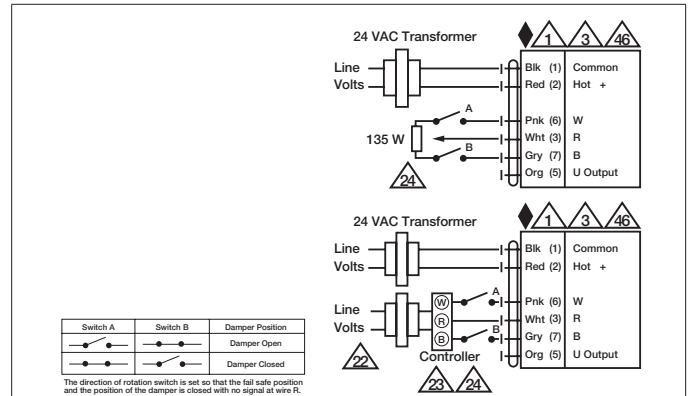 24 VAC Transformer
1 3 46
Line
Volts
Blk (1) Common
Red (2) Hot +
A
Pnk (6) W
135 W
Wht (3) R
B
Gry (7) B
Org (5) U Output
24
24 VAC Transformer
1 3 46
Line
Volts
Blk (1) Common
Red (2) Hot +
A
Line
Volts
W
R
B
Pnk (6) W
Wht (3) R
B
Gry (7) B
Org (5) U Output
22
Controller
23 24
Switch A Switch B Damper Position
Damper Open
Damper Closed
The direction of rotation switch is set so that the fail safe position
and the position of the damper is closed with no signal at wire R.